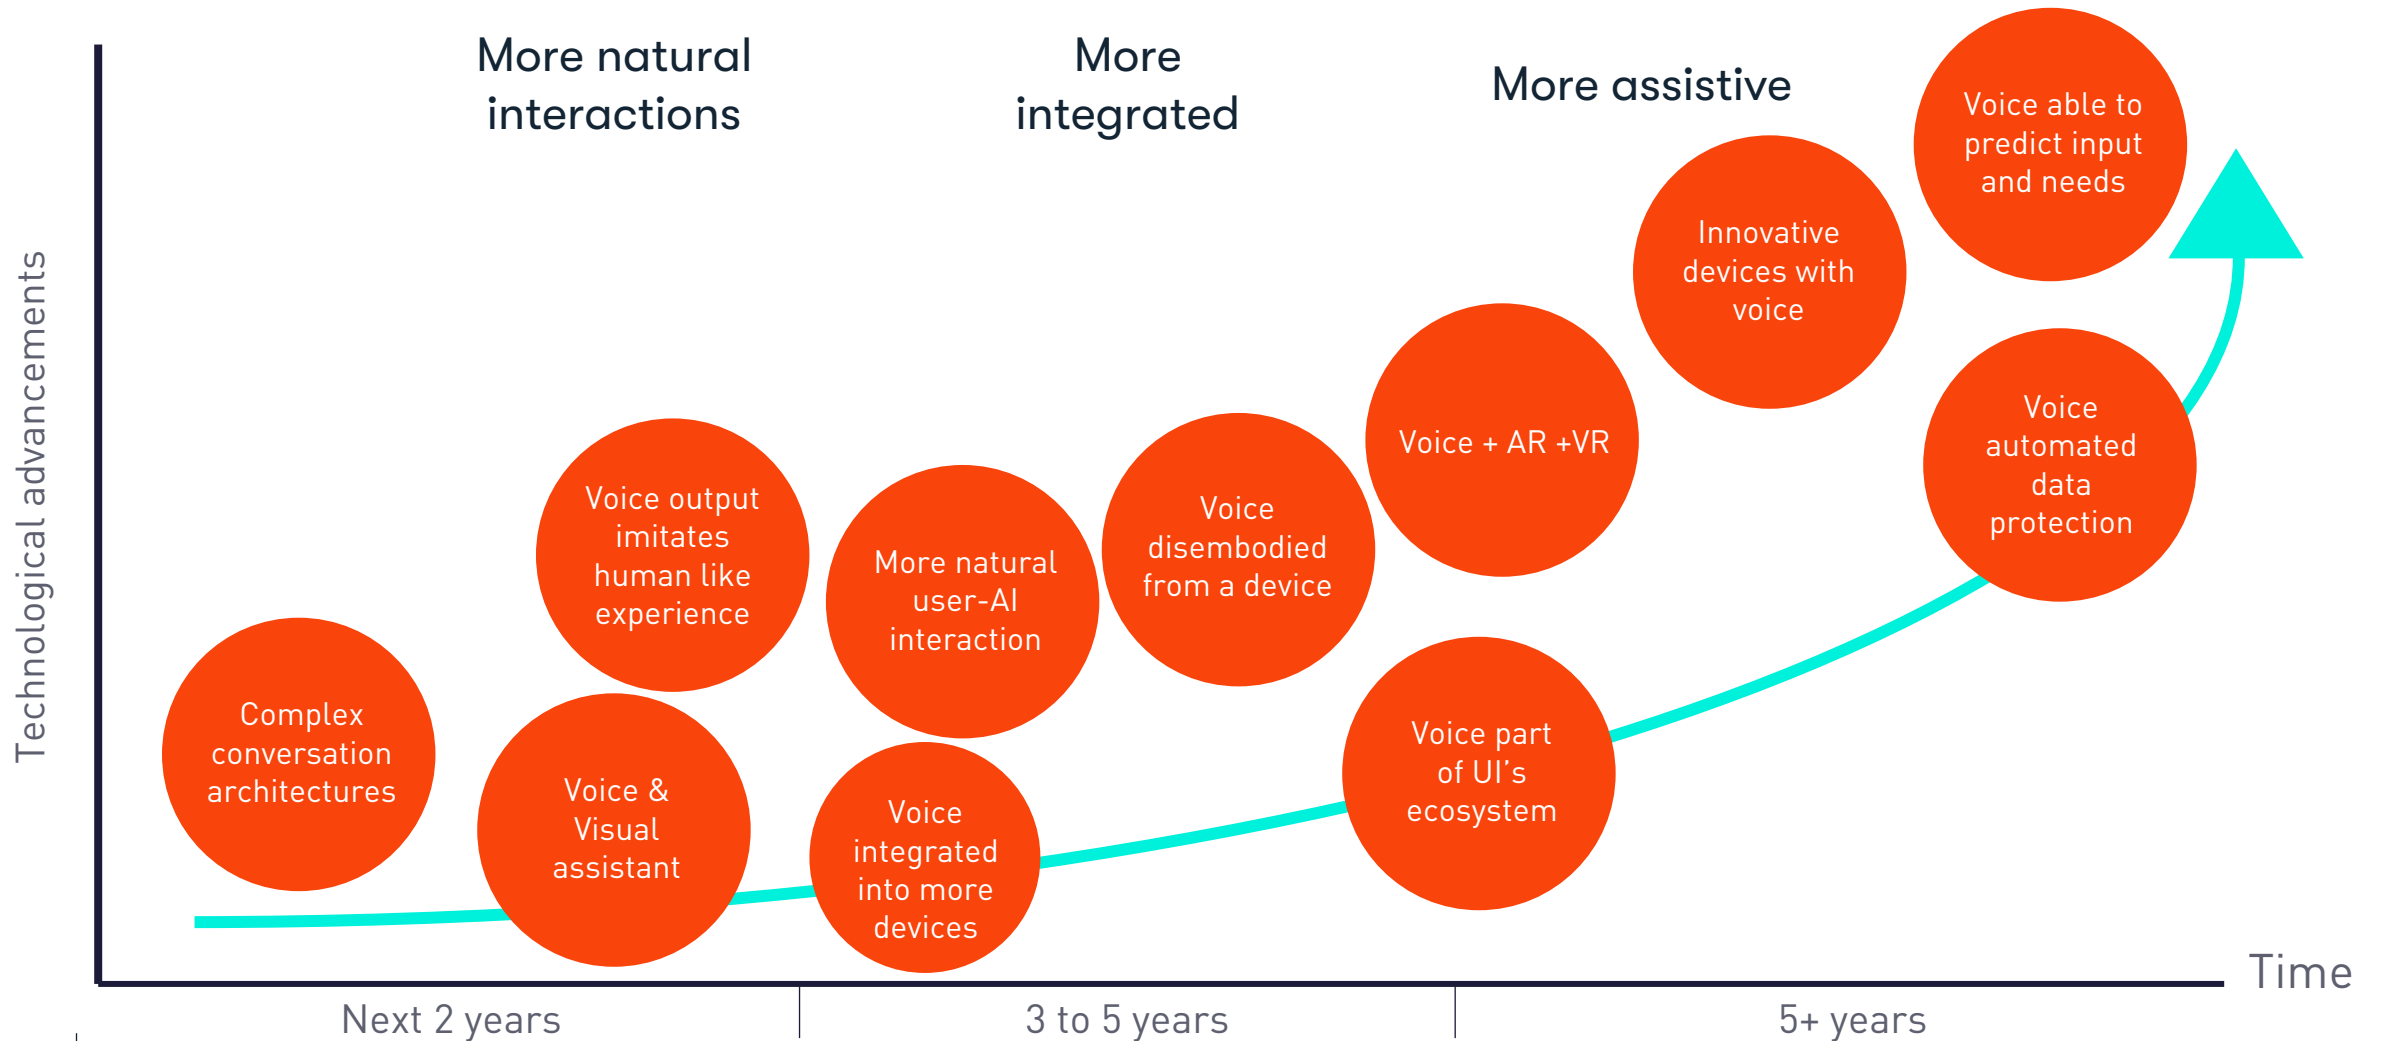 More natural
interactions
More
integrated
More assistive
Technological advancements
Complex
conversation
architectures
Voice output
imitates
human like
experience
Voice &
Visual
assistant
More natural
user-AI
interaction
Voice
integrated
into more
devices
Voice
disembodied
from a device
Voice + AR +VR
Voice part
of UI’s
ecosystem
Innovative
devices with
voice
Voice able to
predict input
and needs
Voice
automated
data
protection
Time
Next 2 years
3 to 5 years
5+ years